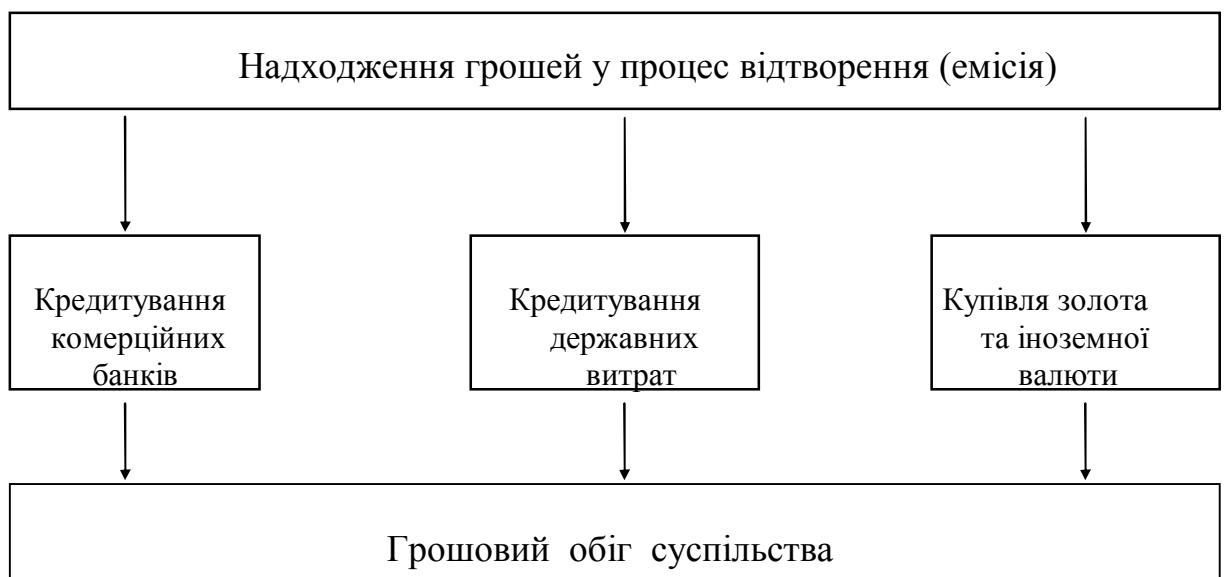 Надходження грошей у процес відтворення (емісія)
Кредитування
комерційних
банків
Кредитування
державних
витрат
Купівля золота
та іноземної
валюти
Грошовий обіг суспільства